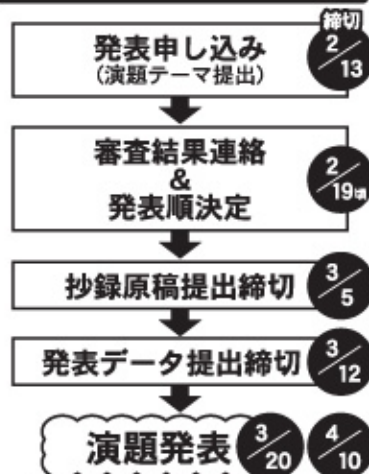 締切
発表申し込み 2/13
(演題テーマ提出)
審査結果連絡
&
発表順決定
2/19頃
抄録原稿提出締切 3/5
発表データ提出締切 3/12
演題発表 3/20 4/10